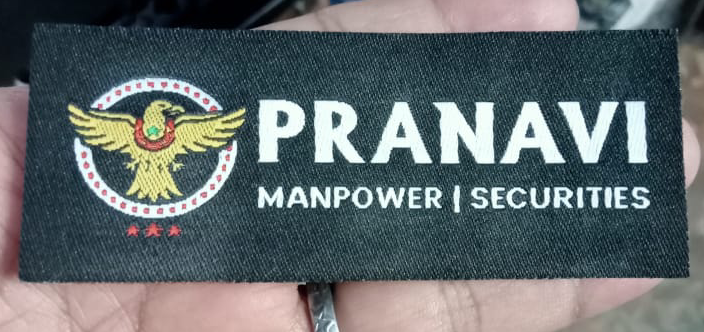 PRANAVI
MANPOWER | SECURITIES